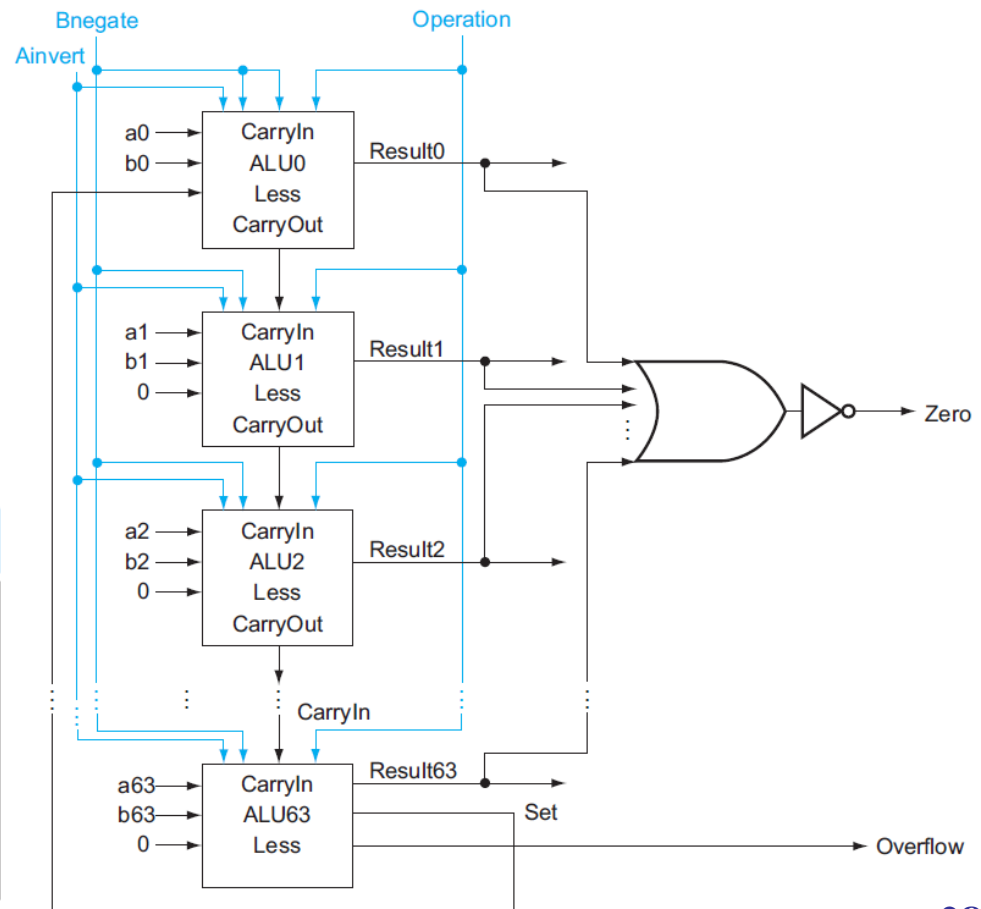 Bnegate
Operation
Ainvert
a0
CarryIn
b0
ALU0
Result0
Less
CarryOut
a1
CarryIn
b1
ALU1
Result1
0
Less
CarryOut
Zero
a2
CarryIn
b2
ALU2
Result2
0
Less
CarryOut
CarryIn
a63
CarryIn
Result63
b63
ALU63
Set
0
Less
Overflow